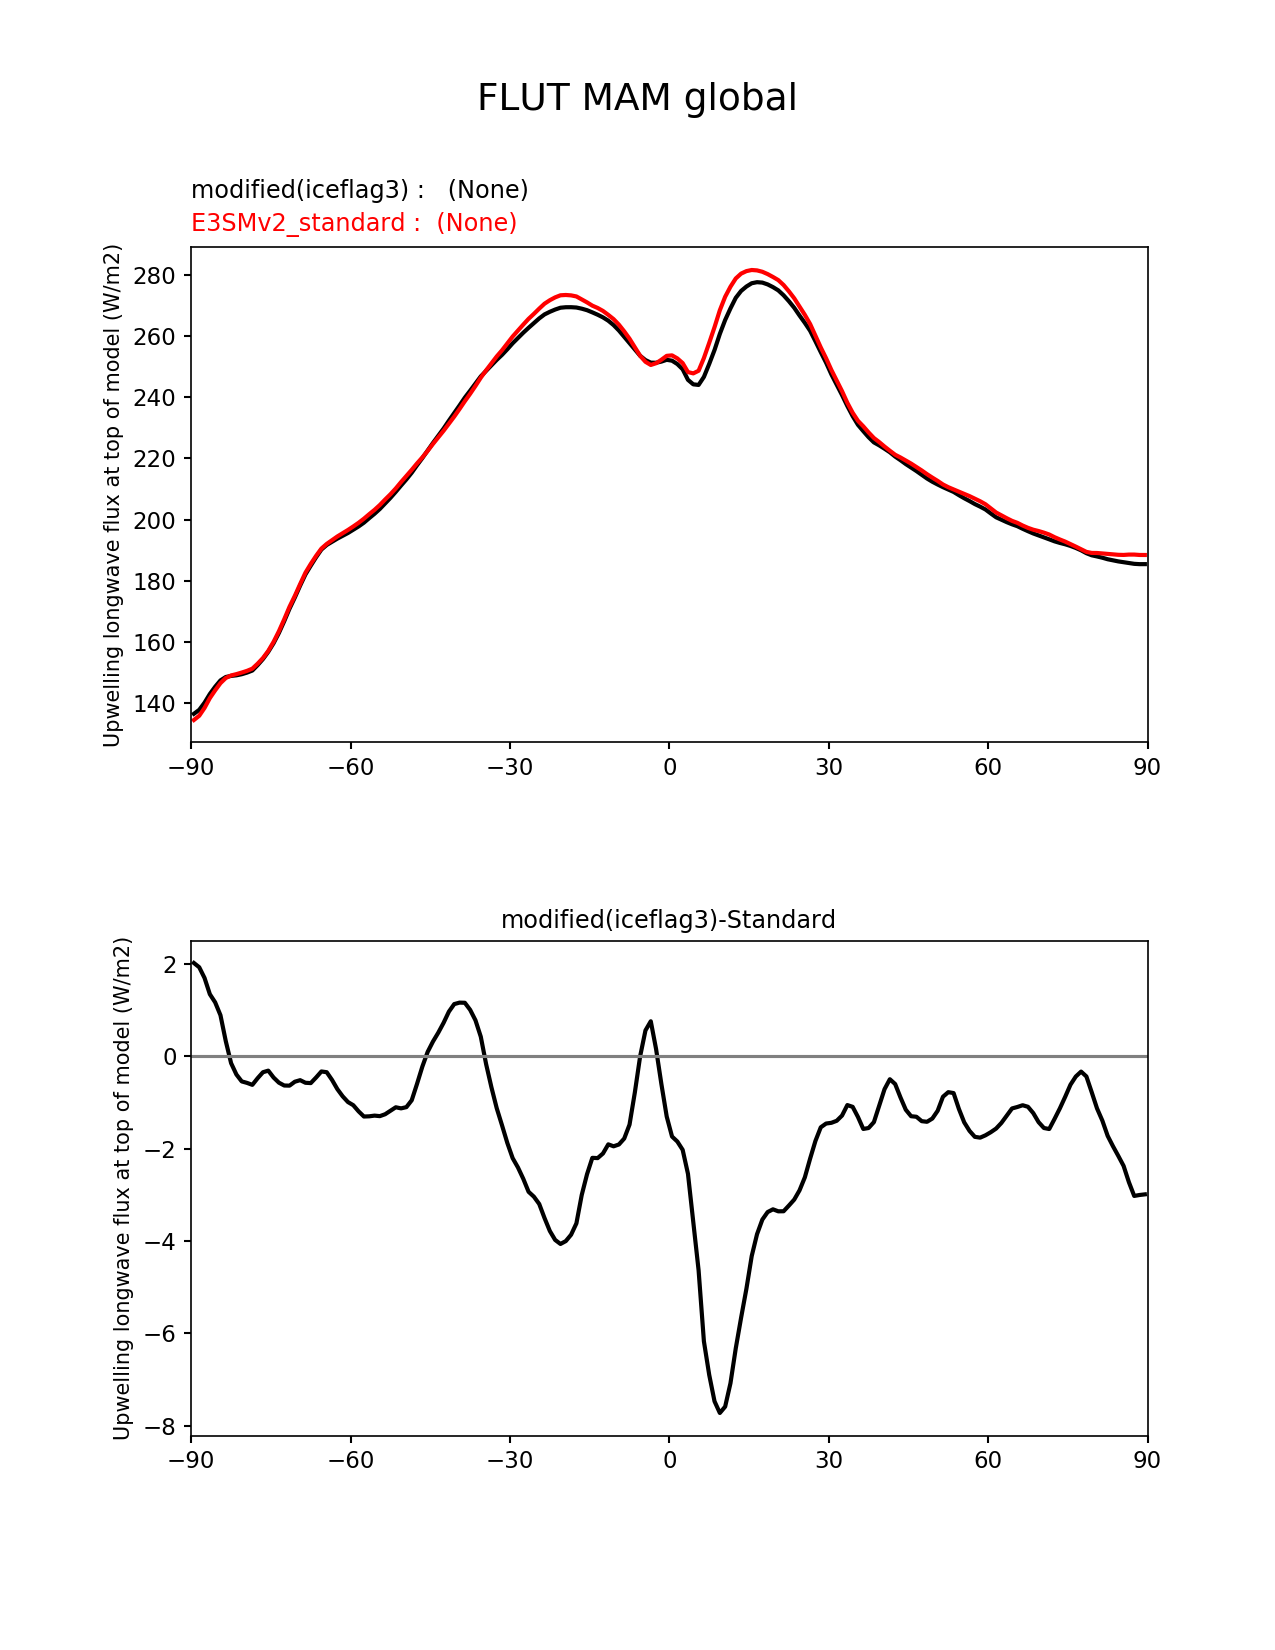 FLUT MAM global
modified(iceflag3) :   (None)
E3SMv2_standard :  (None)
Upwelling longwave flux at top of model (W/m2)
280
260
240
220
200
180
160
140
−90 −60 −30 0 30 60 90
modified(iceflag3)-Standard
Upwelling longwave flux at top of model (W/m2)
2
0
−2
−4
−6
−8
−90 −60 −30 0 30 60 90